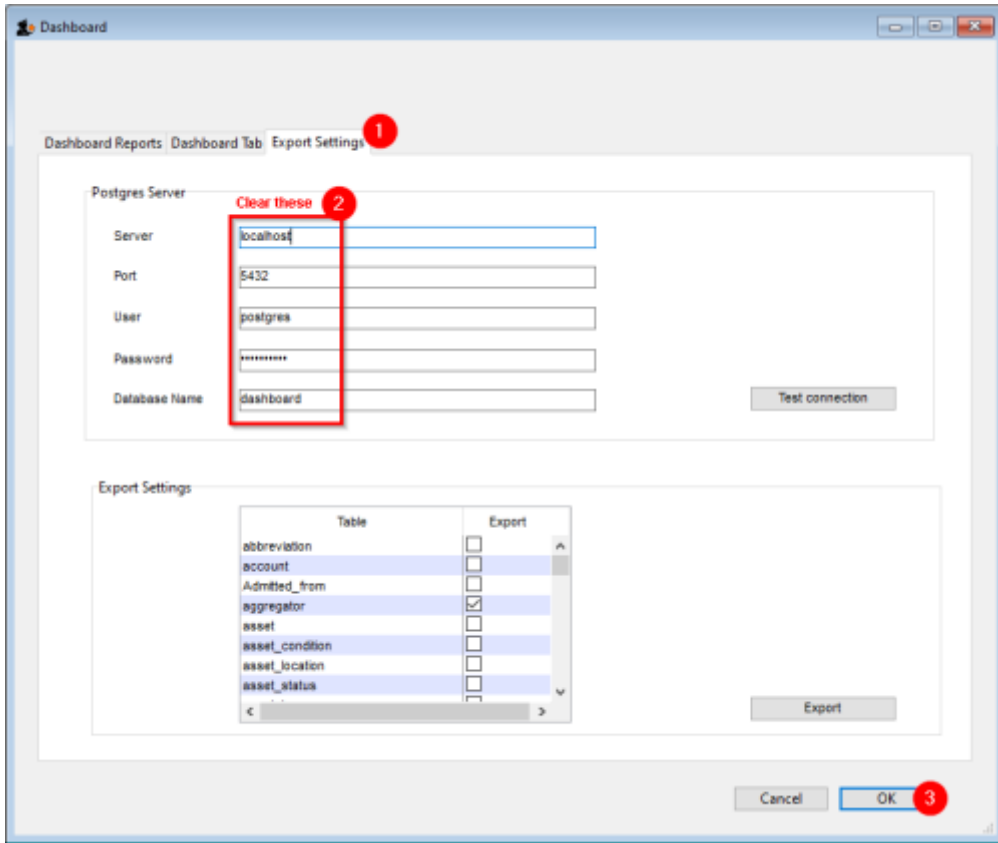 Dashboard
Dashboard Reports Dashboard Tab Export Settings 1
Postgres Server
Clear these 2
Server localhost
Port 5432
User postgres
Password •••••••••••
Database Name dashboard Test connection
Export Settings
Table Export
abbreviation
account
Admitted_from
aggregator
asset
asset_condition
asset_location
asset_status
Export
Cancel OK 3